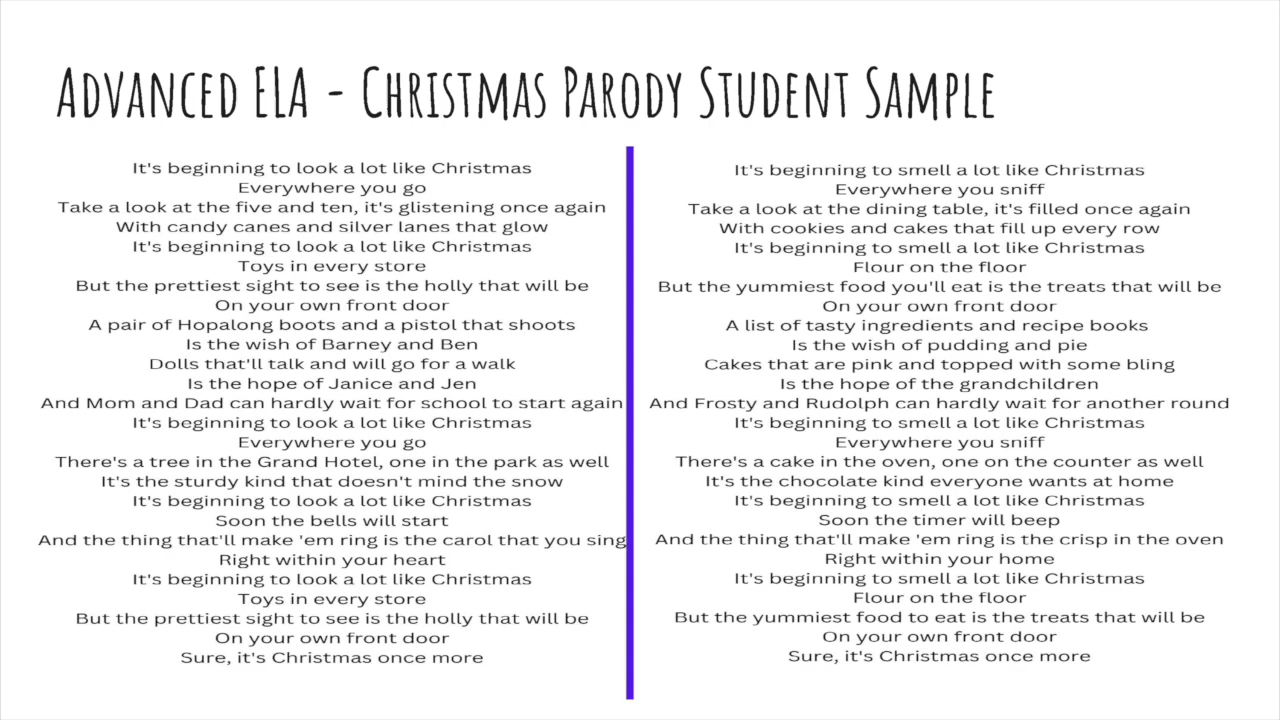 Advanced ELA - Christmas Parody Student Sample
It's beginning to look a lot like Christmas
Everywhere you go
Take a look at the five and ten, it's glistening once again
With candy canes and silver lanes that glow
It's beginning to look a lot like Christmas
Toys in every store
But the prettiest sight to see is the holly that will be
On your own front door
A pair of Hopalong boots and a pistol that shoots
Is the wish of Barney and Ben
Dolls that'll talk and will go for a walk
Is the hope of Janice and Jen
And Mom and Dad can hardly wait for school to start again
It's beginning to look a lot like Christmas
Everywhere you go
There's a tree in the Grand Hotel, one in the park as well
It's the sturdy kind that doesn't mind the snow
It's beginning to look a lot like Christmas
Soon the bells will start
And the thing that'll make 'em ring is the carol that you sing
Right within your heart
It's beginning to look a lot like Christmas
Toys in every store
But the prettiest sight to see is the holly that will be
On your own front door
Sure, it's Christmas once more
It's beginning to smell a lot like Christmas
Everywhere you sniff
Take a look at the dining table, it's filled once again
With cookies and cakes that fill up every row
It's beginning to smell a lot like Christmas
Flour on the floor
But the yummiest food you'll eat is the treats that will be
On your own front door
A list of tasty ingredients and recipe books
Is the wish of pudding and pie
Cakes that are pink and topped with some bling
Is the hope of the grandchildren
And Frosty and Rudolph can hardly wait for another round
It's beginning to smell a lot like Christmas
Everywhere you sniff
There's a cake in the oven, one on the counter as well
It's the chocolate kind everyone wants at home
It's beginning to smell a lot like Christmas
Soon the timer will beep
And the thing that'll make 'em ring is the crisp in the oven
Right within your home
It's beginning to smell a lot like Christmas
Flour on the floor
But the yummiest food to eat is the treats that will be
On your own front door
Sure, it's Christmas once more